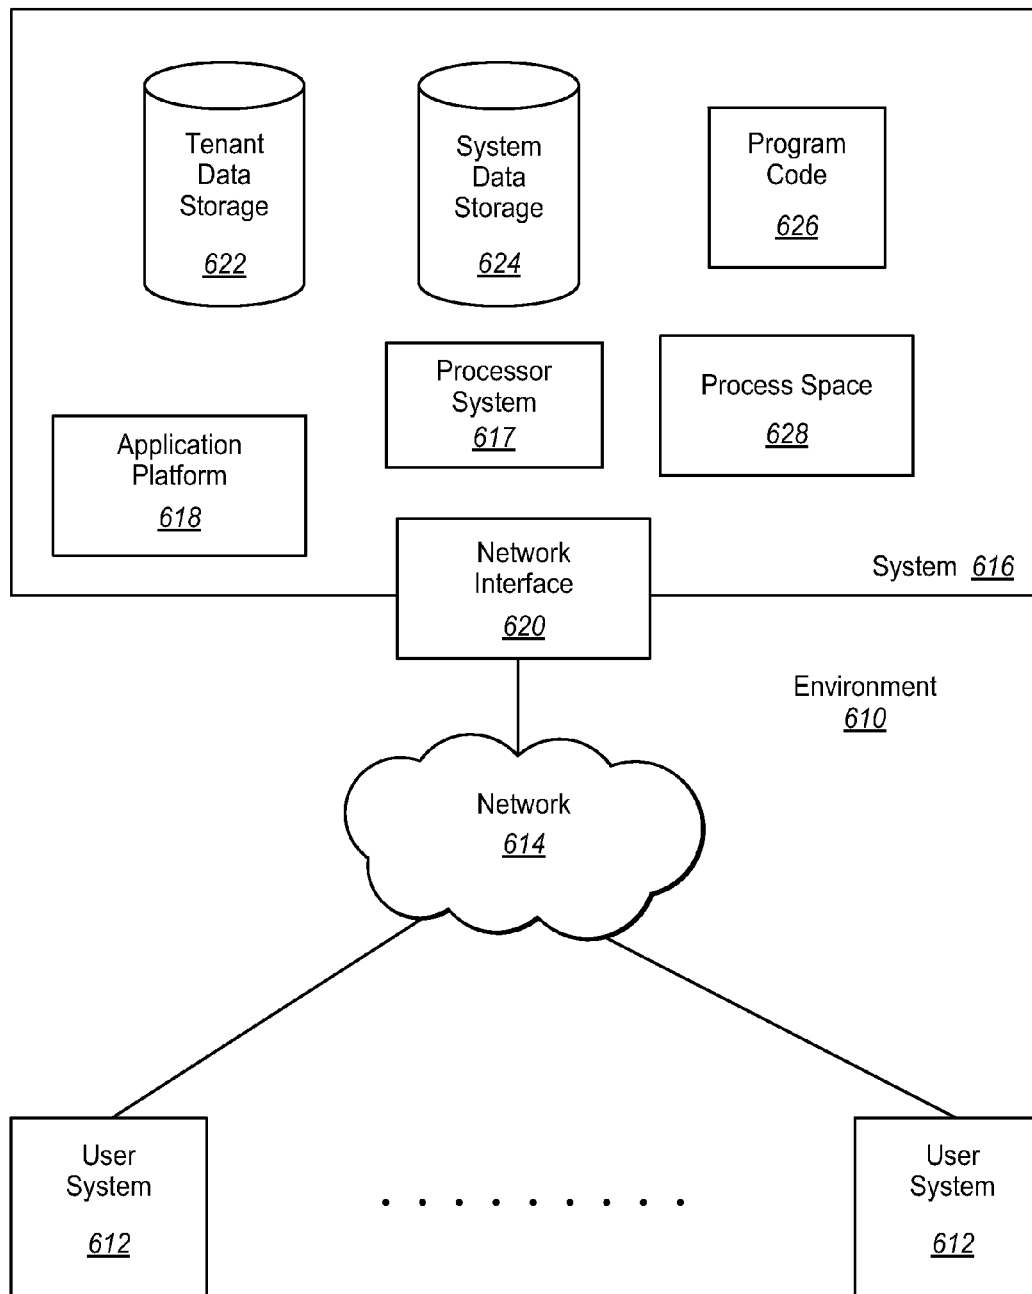 Tenant
Data
Storage
622
System
Data
Storage
624
Program
Code
626
Processor
System
617
Process Space
628
Application
Platform
618
Network
Interface
620
System 616
Environment
610
Network
614
User
System
612
User
System
612